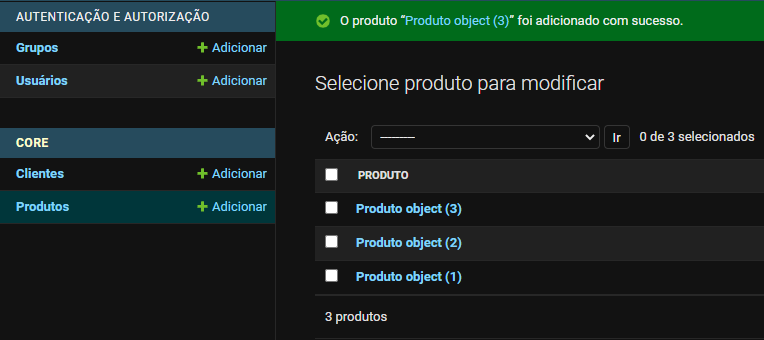 AUTENTICAÇÃO E AUTORIZAÇÃO
Grupos + Adicionar
Usuários + Adicionar
CORE
Clientes + Adicionar
Produtos + Adicionar
O produto “Produto object (3)” foi adicionado com sucesso.
Selecione produto para modificar
Ação: --------- Ir 0 de 3 selecionados
PRODUTO
Produto object (3)
Produto object (2)
Produto object (1)
3 produtos